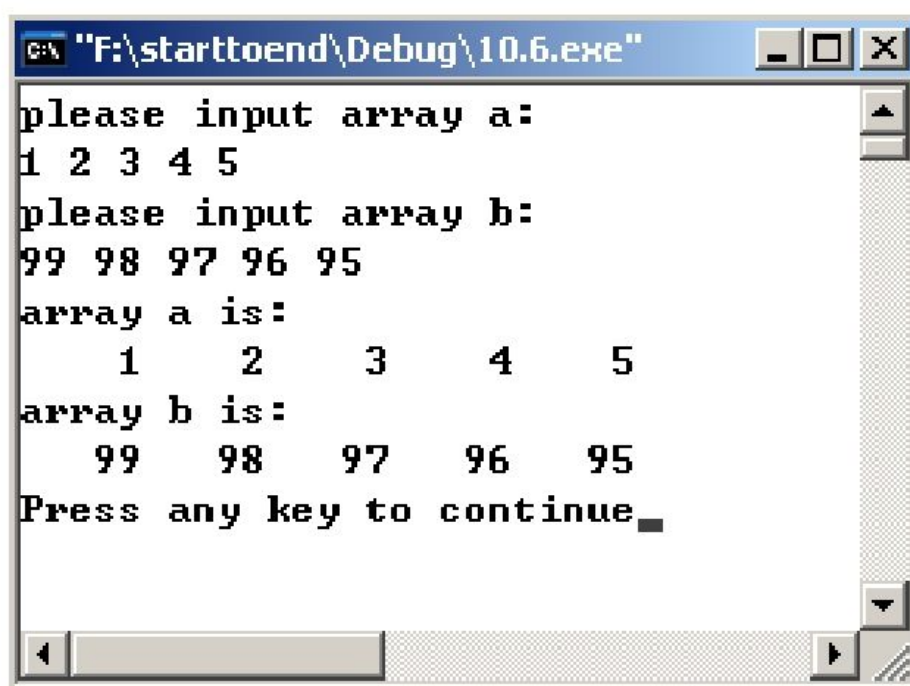 "F:\starttoend\Debug\10.6.exe"
please input array a:
1 2 3 4 5
please input array b:
99 98 97 96 95
array a is:
    1    2    3    4    5
array b is:
   99   98   97   96   95
Press any key to continue_